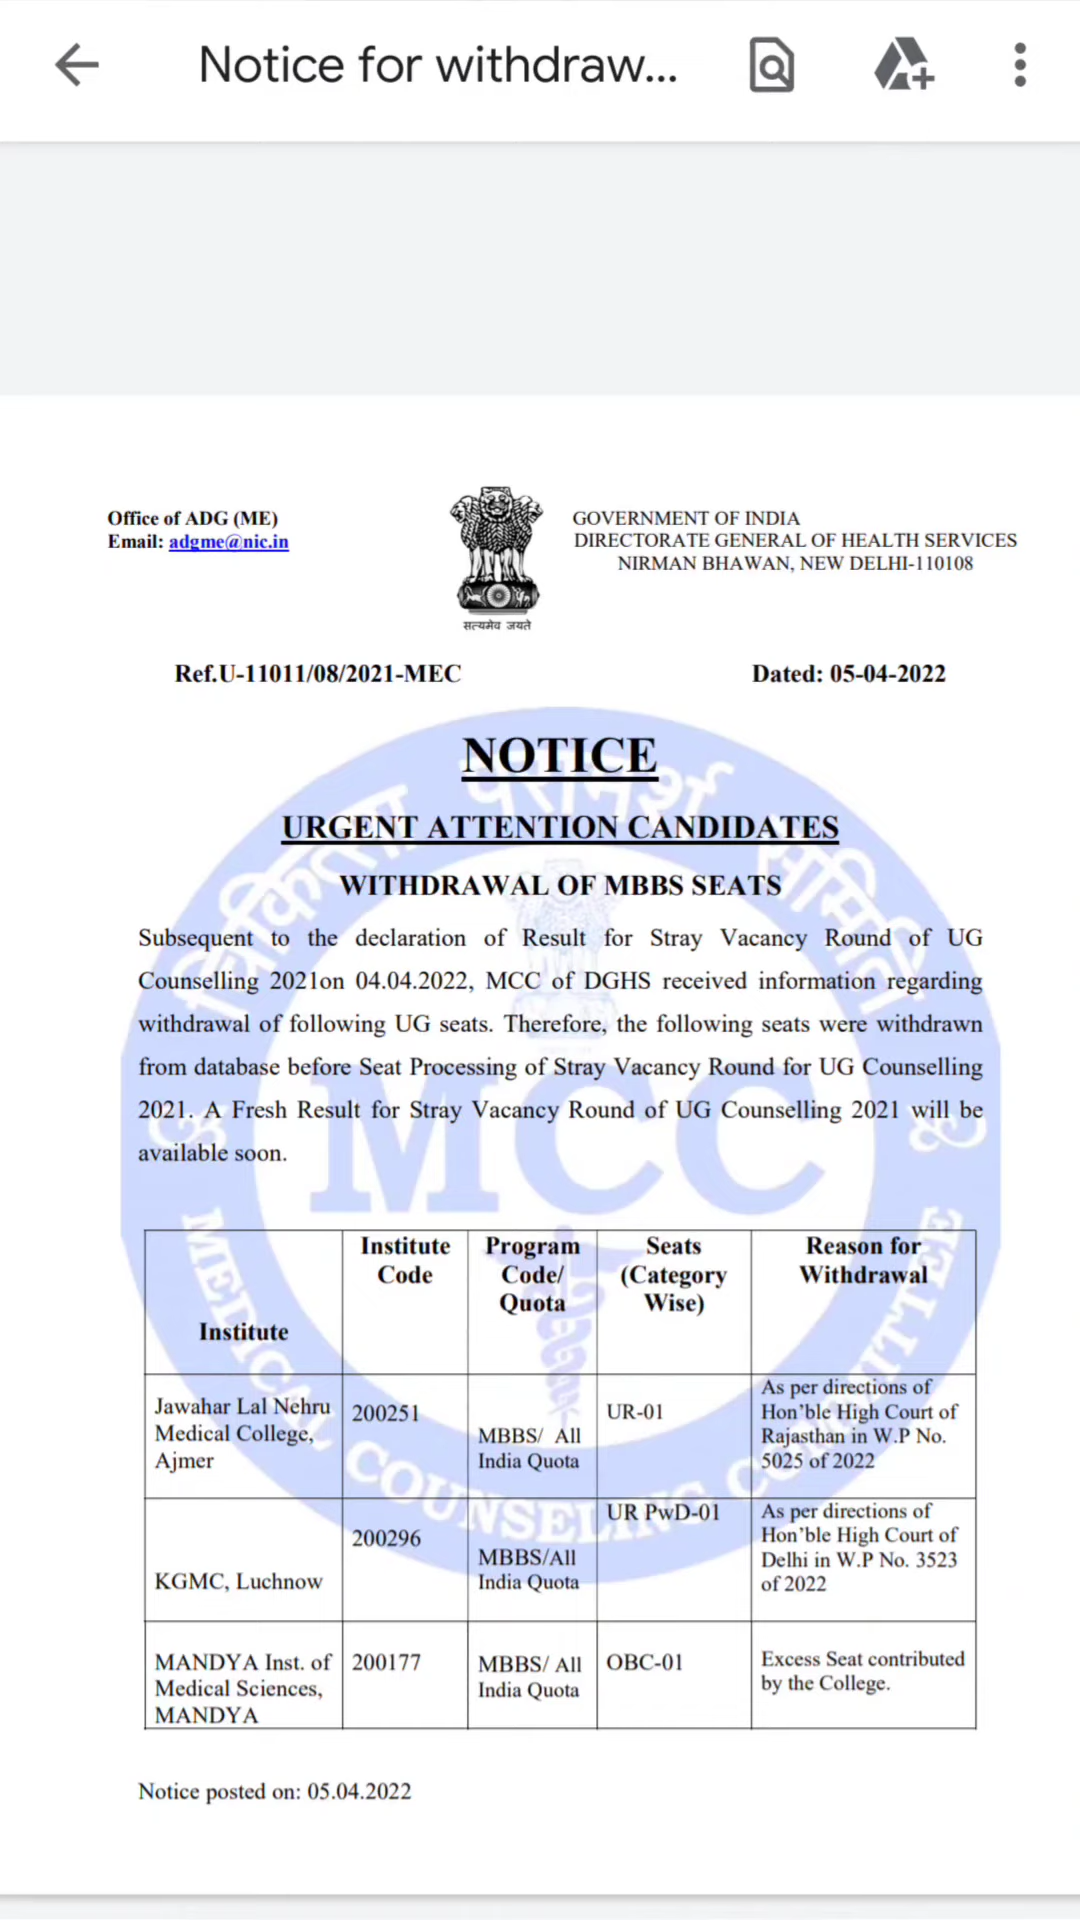 Notice for withdraw...
Office of ADG (ME)
Email: adgme@nic.in
सत्यमेव जयते
GOVERNMENT OF INDIA
DIRECTORATE GENERAL OF HEALTH SERVICES
NIRMAN BHAWAN, NEW DELHI-110108
Ref.U-11011/08/2021-MEC
Dated: 05-04-2022
NOTICE
URGENT ATTENTION CANDIDATES
WITHDRAWAL OF MBBS SEATS
Subsequent to the declaration of Result for Stray Vacancy Round of UG
Counselling 2021on 04.04.2022, MCC of DGHS received information regarding
withdrawal of following UG seats. Therefore, the following seats were withdrawn
from database before Seat Processing of Stray Vacancy Round for UG Counselling
2021. A Fresh Result for Stray Vacancy Round of UG Counselling 2021 will be
available soon.
Institute
Institute
Code
Program
Code/
Quota
Seats
(Category
Wise)
Reason for
Withdrawal
Jawahar Lal Nehru
Medical College,
Ajmer
200251
MBBS/ All
India Quota
UR-01
As per directions of
Hon'ble High Court of
Rajasthan in W.P No.
5025 of 2022
KGMC, Luchnow
200296
MBBS/All
India Quota
UR PwD-01
As per directions of
Hon'ble High Court of
Delhi in W.P No. 3523
of 2022
MANDYA Inst. of
Medical Sciences,
MANDYA
200177
MBBS/ All
India Quota
OBC-01
Excess Seat contributed
by the College.
Notice posted on: 05.04.2022
चिकित्सा परामर्श समिति
MCC
MEDICAL COUNSELING COMMITTEE